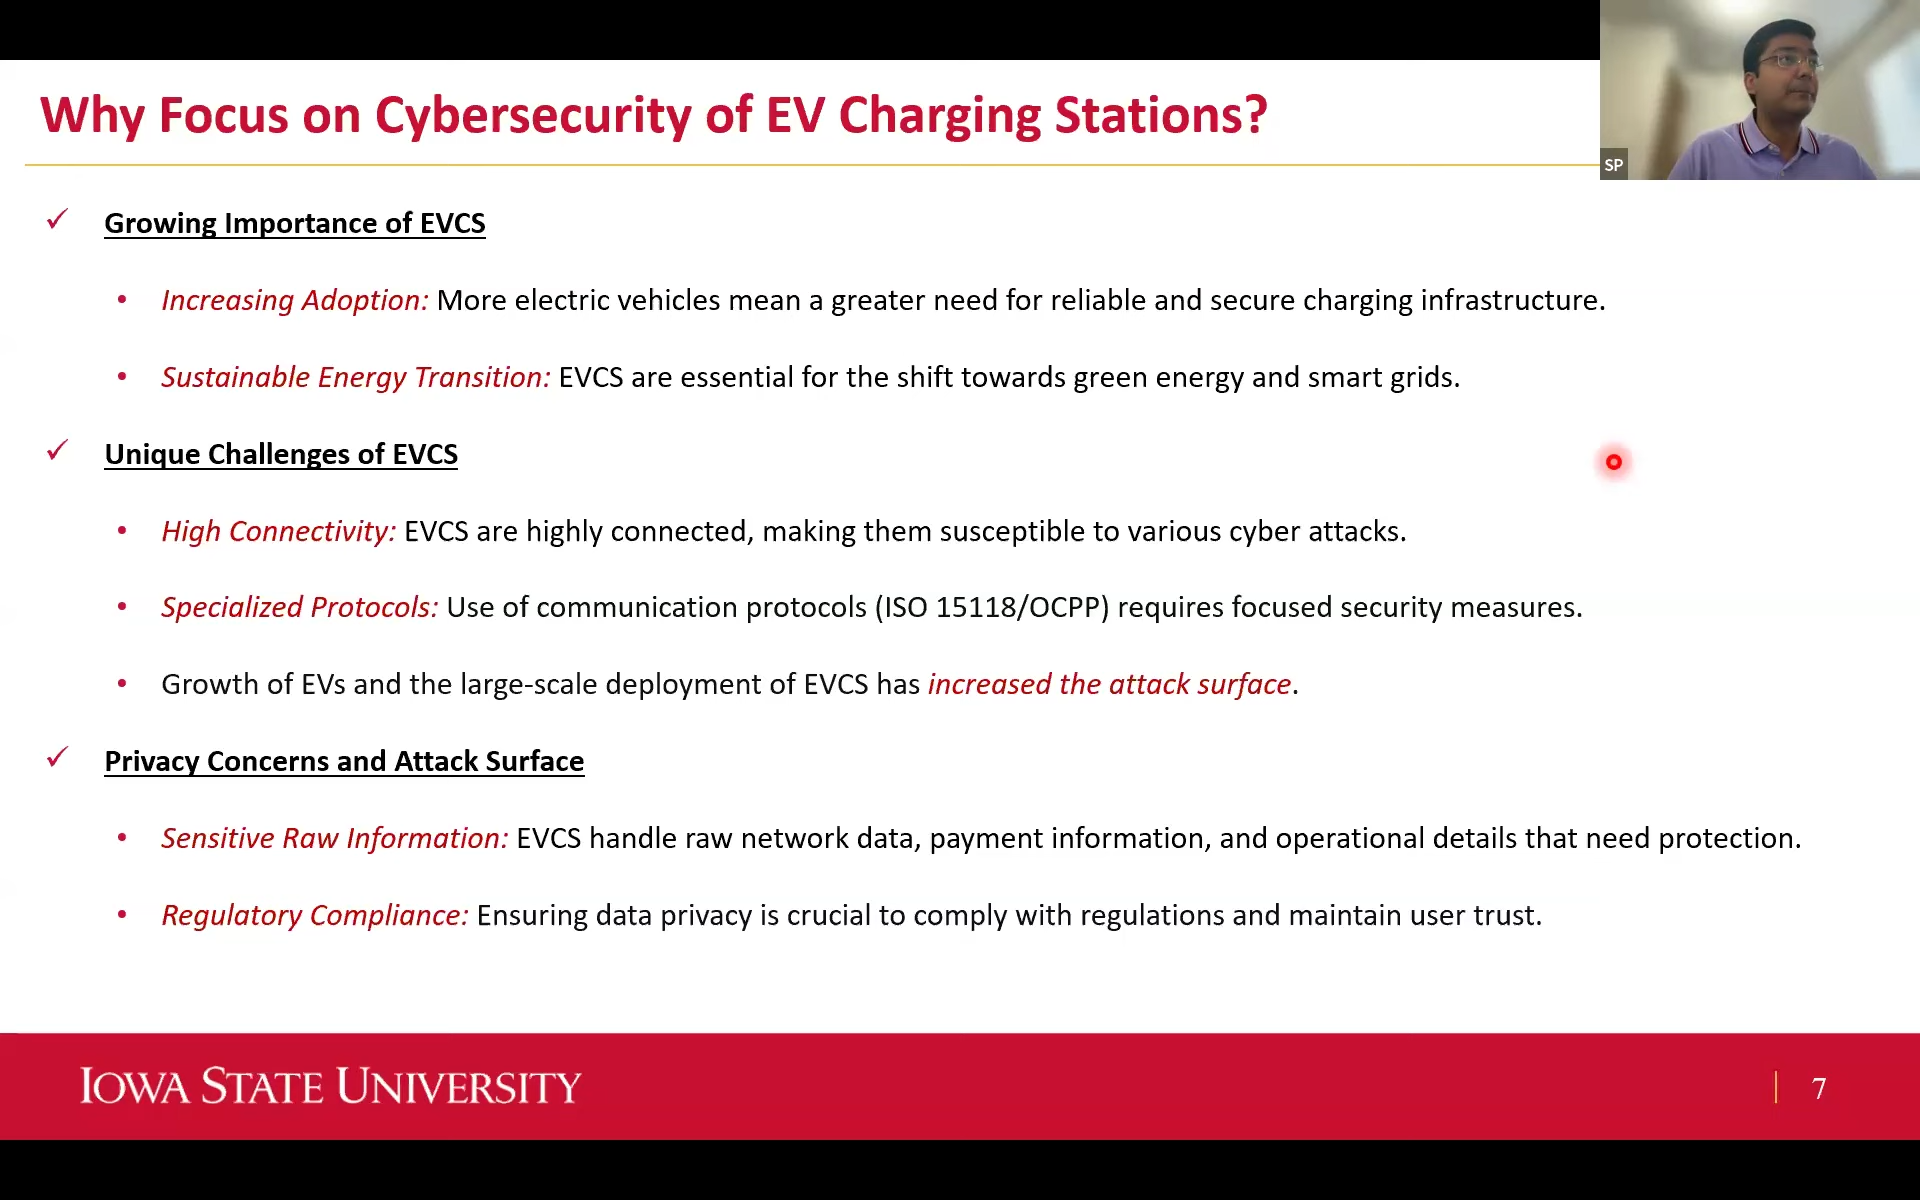 Why Focus on Cybersecurity of EV Charging Stations?
SP
Growing Importance of EVCS
Increasing Adoption: More electric vehicles mean a greater need for reliable and secure charging infrastructure.
Sustainable Energy Transition: EVCS are essential for the shift towards green energy and smart grids.
Unique Challenges of EVCS
High Connectivity: EVCS are highly connected, making them susceptible to various cyber attacks.
Specialized Protocols: Use of communication protocols (ISO 15118/OCPP) requires focused security measures.
Growth of EVs and the large-scale deployment of EVCS has increased the attack surface.
Privacy Concerns and Attack Surface
Sensitive Raw Information: EVCS handle raw network data, payment information, and operational details that need protection.
Regulatory Compliance: Ensuring data privacy is crucial to comply with regulations and maintain user trust.
IOWA STATE UNIVERSITY
7